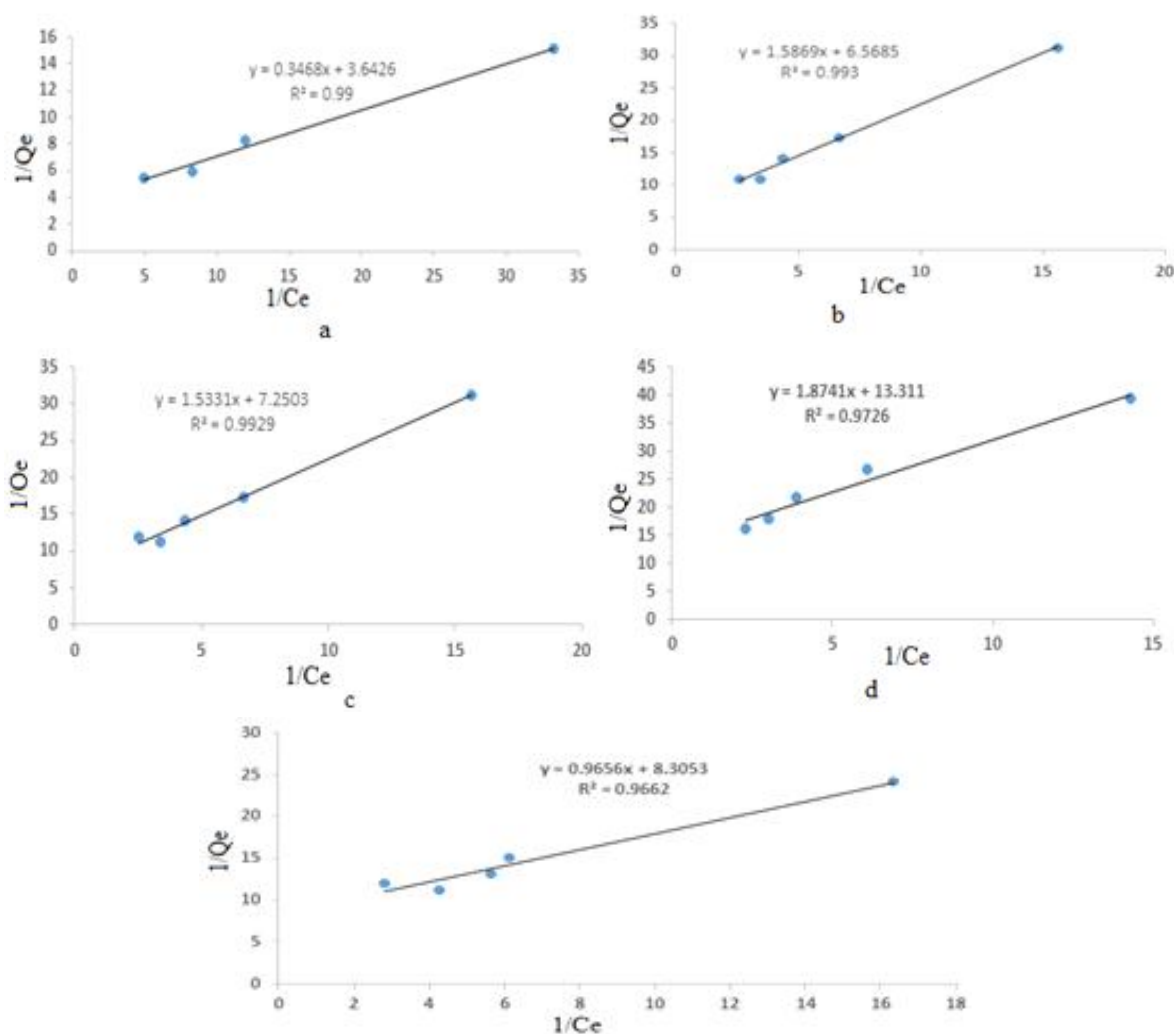 16
14
12
10
8
6
4
2
0
y = 0.3468x + 3.6426
R² = 0.99
1/Qe
0 5 10 15 20 25 30 35
1/Ce
a
35
30
25
20
15
10
5
0
y = 1.5869x + 6.5685
R² = 0.993
1/Qe
0 5 10 15 20
1/Ce
b
35
30
25
20
15
10
5
0
y = 1.5331x + 7.2503
R² = 0.9929
1/Oe
0 5 10 15 20
1/Ce
c
45
40
35
30
25
20
15
10
5
0
y = 1.8741x + 13.311
R² = 0.9726
1/Qe
0 5 10 15
1/Ce
d
30
25
20
15
10
5
0
y = 0.9656x + 8.3053
R² = 0.9662
1/Qe
0 2 4 6 8 10 12 14 16 18
1/Ce